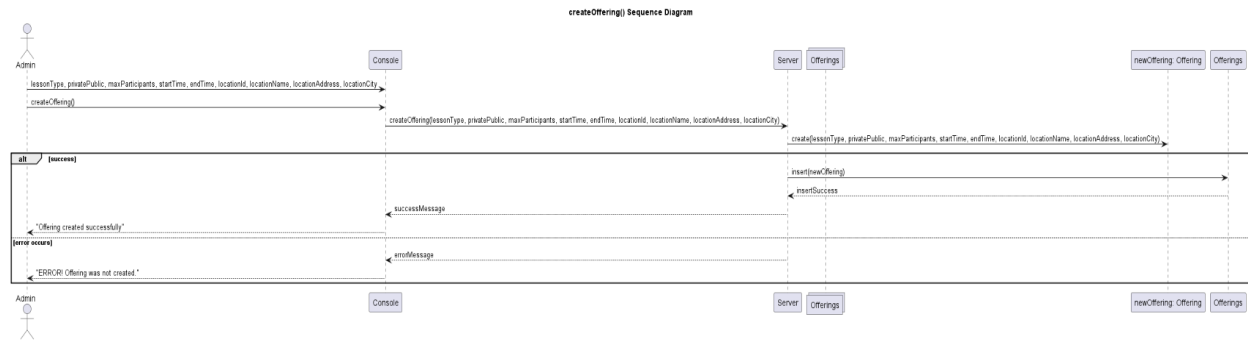 createOffering() Sequence Diagram
Admin
Console
Server
Offerings
newOffering: Offering
Offerings
lessonType, privatePublic, maxParticipants, startTime, endTime, locationId, locationName, locationAddress, locationCity
createOffering()
createOffering(lessonType, privatePublic, maxParticipants, startTime, endTime, locationId, locationName, locationAddress, locationCity)
create(lessonType, privatePublic, maxParticipants, startTime, endTime, locationId, locationName, locationAddress, locationCity)
alt [success]
insert(newOffering)
insertSuccess
successMessage
"Offering created successfully"
[error occurs]
errorMessage
"ERROR! Offering was not created."
Admin
Console
Server
Offerings
newOffering: Offering
Offerings